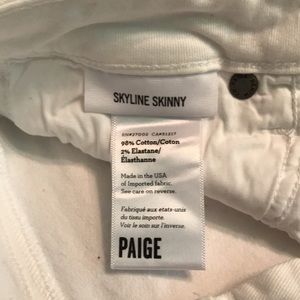 SKYLINE SKINNY
98% Cotton/Coton
2% Elastane/
Élasthanne
Made in the USA
of Imported fabric.
See care on reverse.
Fabriqué aux etats-unis
du tissu importe.
Voir le soin sur l'inverse.
PAIGE